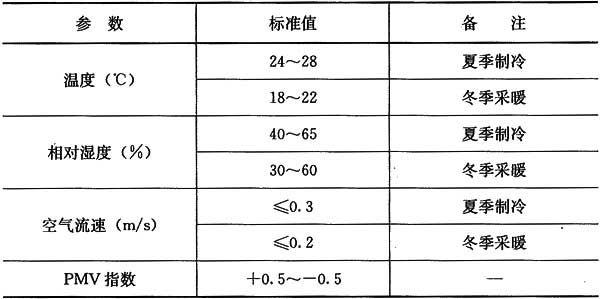 参 数 标准值 备 注
温度（℃） 24～28 夏季制冷
18～22 冬季采暖
相对湿度（%） 40～65 夏季制冷
30～60 冬季采暖
空气流速（m/s） ≤0.3 夏季制冷
≤0.2 冬季采暖
PMV指数 +0.5～−0.5 —